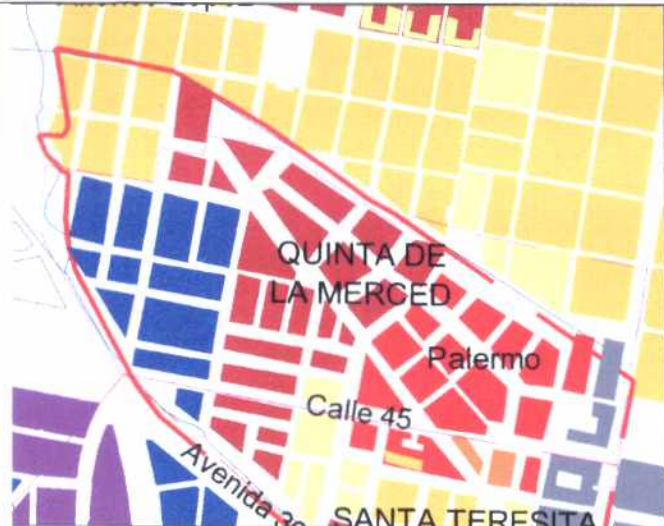 QUINTA DE
LA MERCED
Palermo
Calle 45
Avenida
SANTA TERESITA